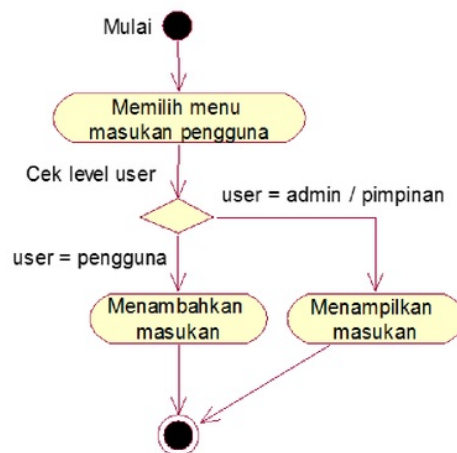 Mulai
Memilih menu
masukan pengguna
Cek level user
user = admin / pimpinan
user = pengguna
Menambahkan
masukan
Menampilkan
masukan